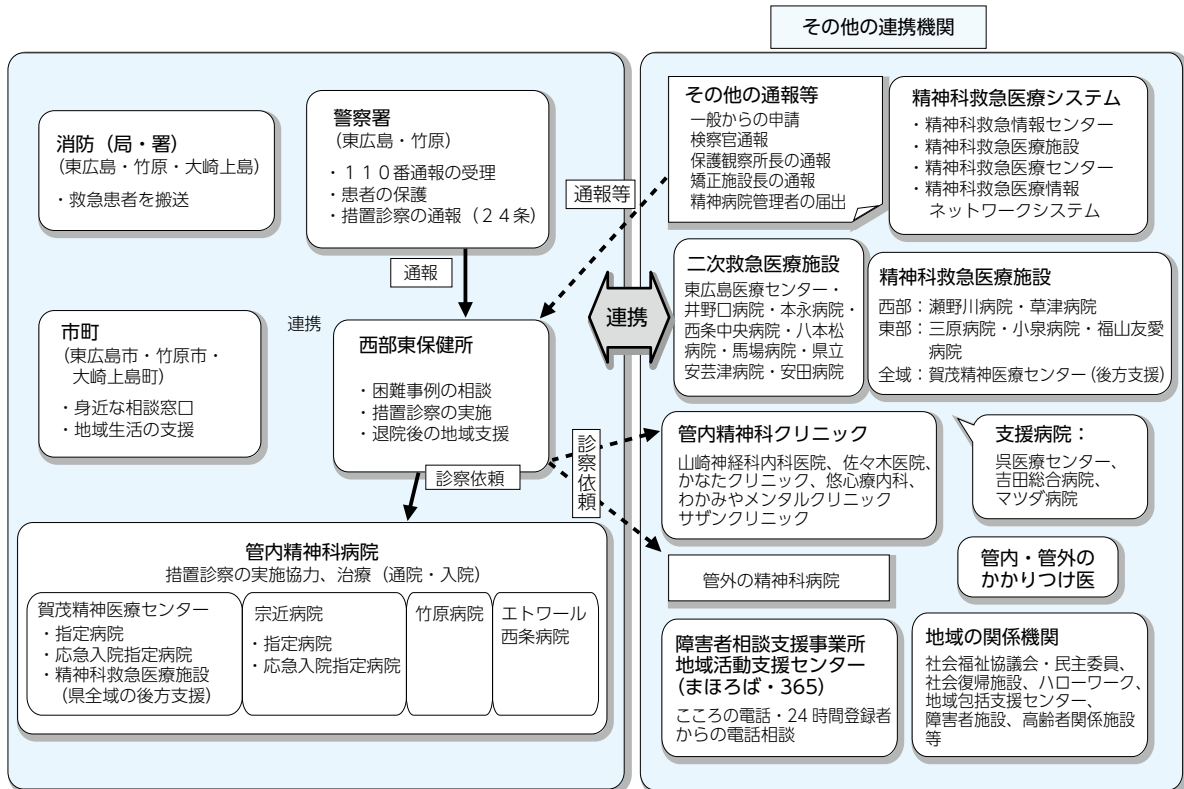 その他の連携機関
消防（局・署）
（東広島・竹原・大崎上島）
・救急患者を搬送
警察署
（東広島・竹原）
・１１０番通報の受理
・患者の保護
・措置診察の通報（２４条）
通報
通報等
市町
（東広島市・竹原市・
大崎上島町）
・身近な相談窓口
・地域生活の支援
連携
西部東保健所
・困難事例の相談
・措置診察の実施
・退院後の地域支援
診察依頼
診察依頼
連携
管内精神科病院
措置診察の実施協力、治療（通院・入院）
賀茂精神医療センター
・指定病院
・応急入院指定病院
・精神科救急医療施設
（県全域の後方支援）
宗近病院
・指定病院
・応急入院指定病院
竹原病院
エトワール
西条病院
その他の通報等
一般からの申請
検察官通報
保護観察所長の通報
矯正施設長の通報
精神病院管理者の届出
精神科救急医療システム
・精神科救急情報センター
・精神科救急医療施設
・精神科救急医療センター
・精神科救急医療情報
ネットワークシステム
二次救急医療施設
東広島医療センター・
井野口病院・本永病院・
西条中央病院・八本松
病院・馬場病院・県立
安芸津病院・安田病院
精神科救急医療施設
西部：瀬野川病院・草津病院
東部：三原病院・小泉病院・福山友愛
病院
全域：賀茂精神医療センター（後方支援）
管内精神科クリニック
山崎神経科内科医院、佐々木医院、
かなたクリニック、悠心療内科、
わかみやメンタルクリニック
サザンクリニック
支援病院：
呉医療センター、
吉田総合病院、
マツダ病院
管外の精神科病院
管内・管外の
かかりつけ医
障害者相談支援事業所
地域活動支援センター
（まほろば・365）
こころの電話・24 時間登録者
からの電話相談
地域の関係機関
社会福祉協議会・民主委員、
社会復帰施設、ハローワーク、
地域包括支援センター、
障害者施設、高齢者関係施設
等